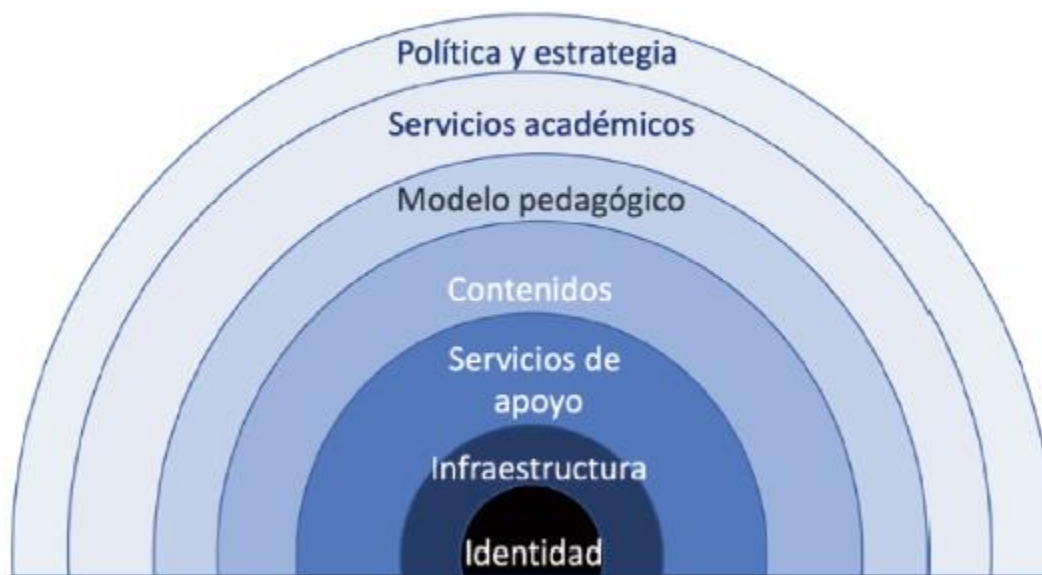 Política y estrategia
Servicios académicos
Modelo pedagógico
Contenidos
Servicios de
apoyo
Infraestructura
Identidad